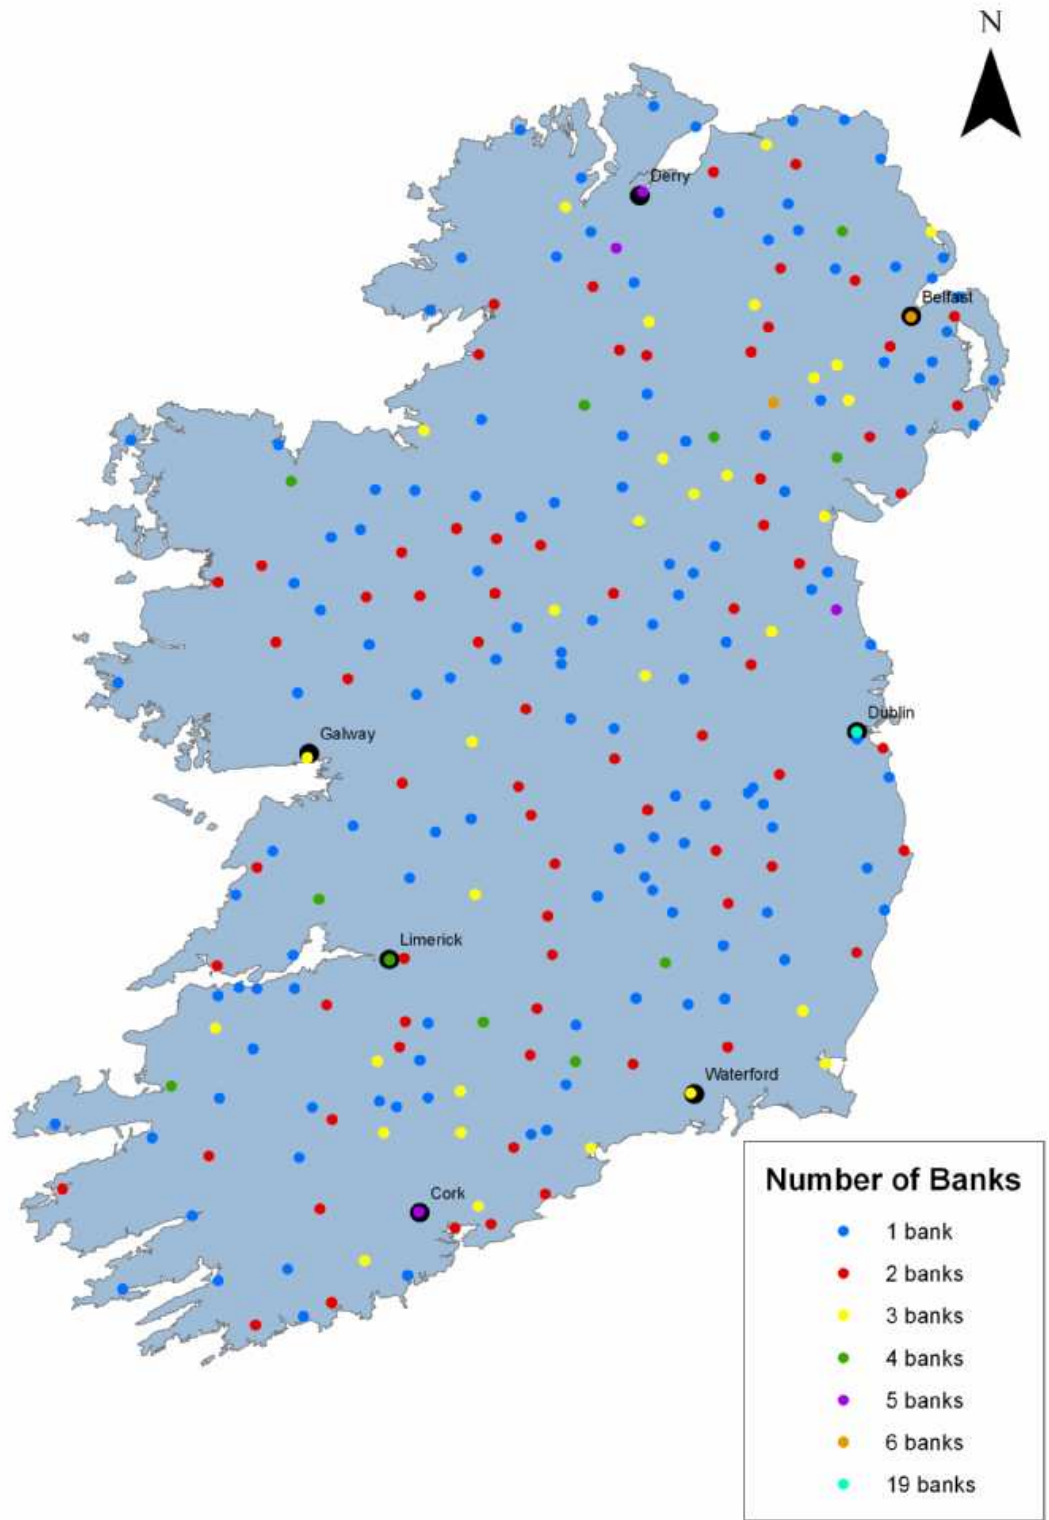 N
Derry
Belfast
Dublin
Galway
Limerick
Waterford
Cork
Number of Banks
1 bank
2 banks
3 banks
4 banks
5 banks
6 banks
19 banks